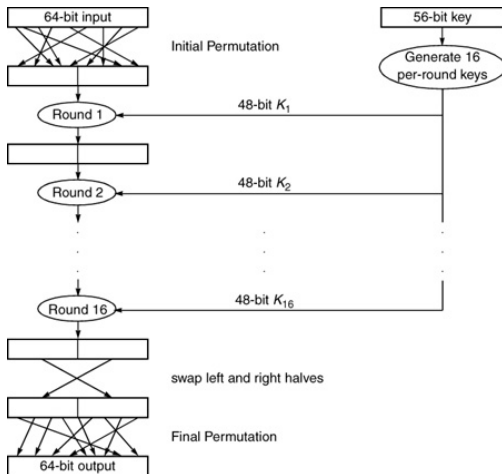 64-bit input
56-bit key
Initial Permutation
Generate 16
per-round keys
Round 1
48-bit K1
Round 2
48-bit K2
Round 16
48-bit K16
swap left and right halves
Final Permutation
64-bit output